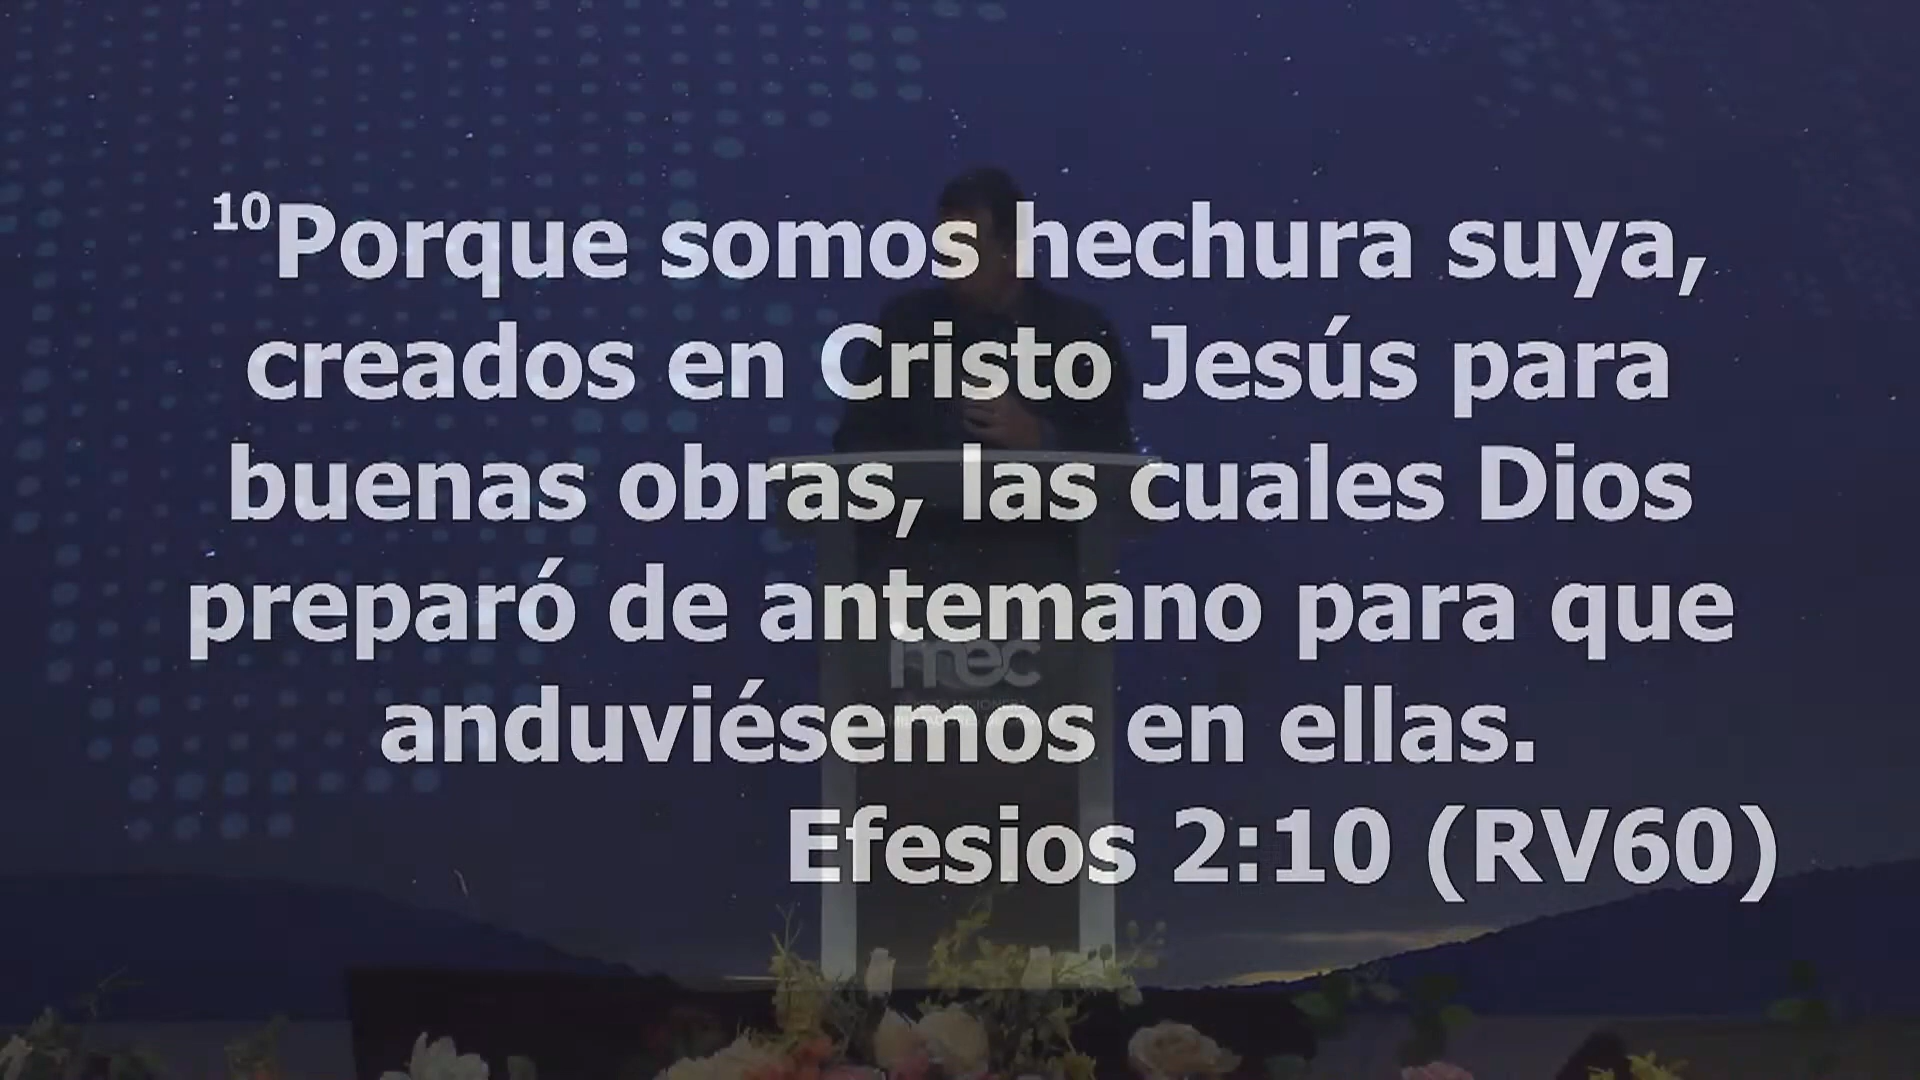 10Porque somos hechura suya,
creados en Cristo Jesús para
buenas obras, las cuales Dios
preparó de antemano para que
anduviésemos en ellas.
Efesios 2:10 (RV60)
mec